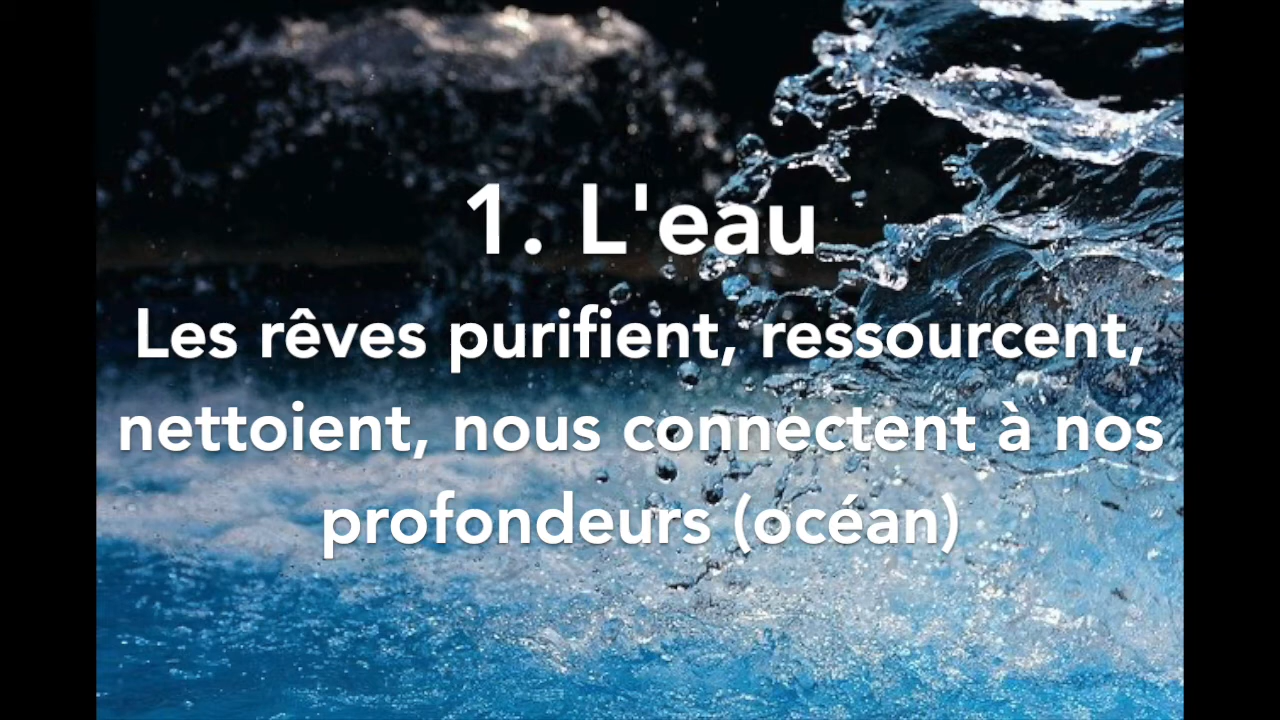 1. L'eau
Les rêves purifient, ressourcent,
nettoient, nous connectent à nos
profondeurs (océan)